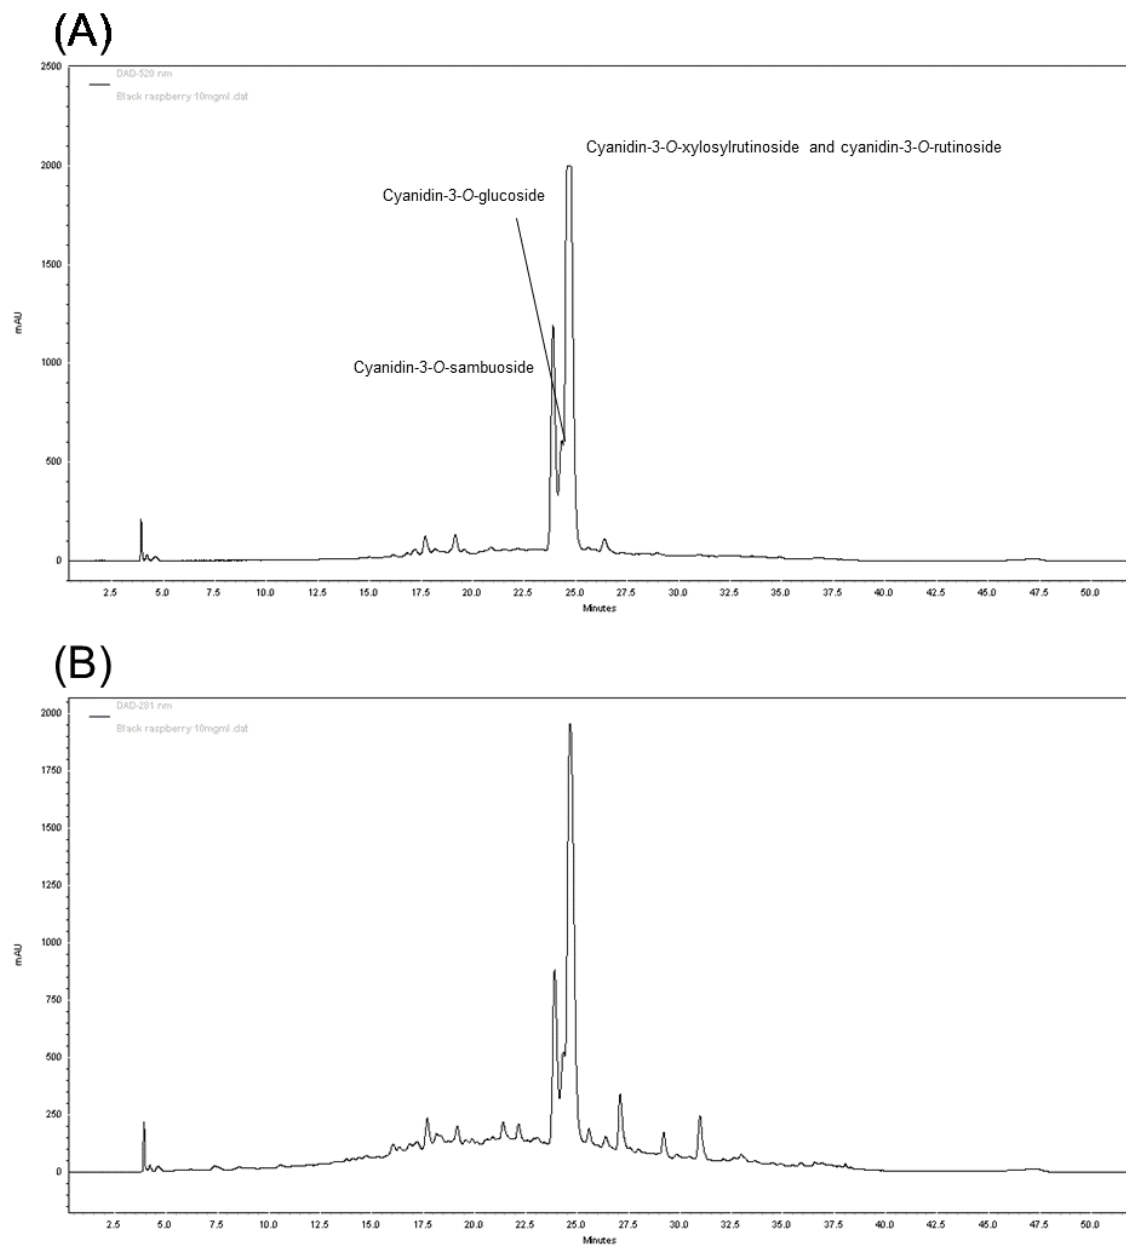 (A)
2500
DAD-520 nm
Black raspberry 10mgml.dat
Cyanidin-3-O-xylosylrutinoside and cyanidin-3-O-rutinoside
2000
Cyanidin-3-O-glucoside
1500
mAU
1000
Cyanidin-3-O-sambuoside
500
0
2.5 5.0 7.5 10.0 12.5 15.0 17.5 20.0 22.5 25.0 27.5 30.0 32.5 35.0 37.5 40.0 42.5 45.0 47.5 50.0
Minutes
(B)
DAD-281 nm
2000
Black raspberry 10mgml.dat
1750
1500
1250
1000
mAU
750
500
250
0
2.5 5.0 7.5 10.0 12.5 15.0 17.5 20.0 22.5 25.0 27.5 30.0 32.5 35.0 37.5 40.0 42.5 45.0 47.5 50.0
Minutes